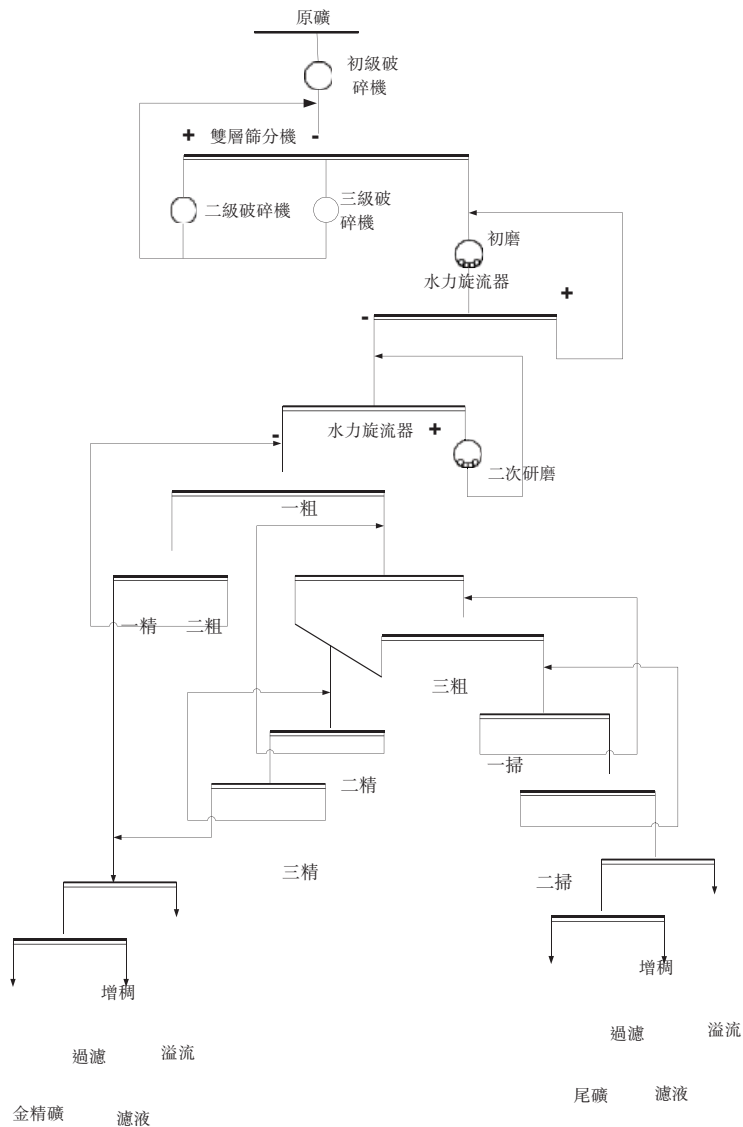 原礦
初級破
碎機
+ 雙層篩分機 -
二級破碎機
三級破
碎機
初磨
水力旋流器
+
-
水力旋流器 +
-
二次研磨
一粗
一精
二粗
三粗
一掃
二精
三精
二掃
增稠
增稠
過濾
溢流
過濾
溢流
金精礦
濾液
尾礦
濾液